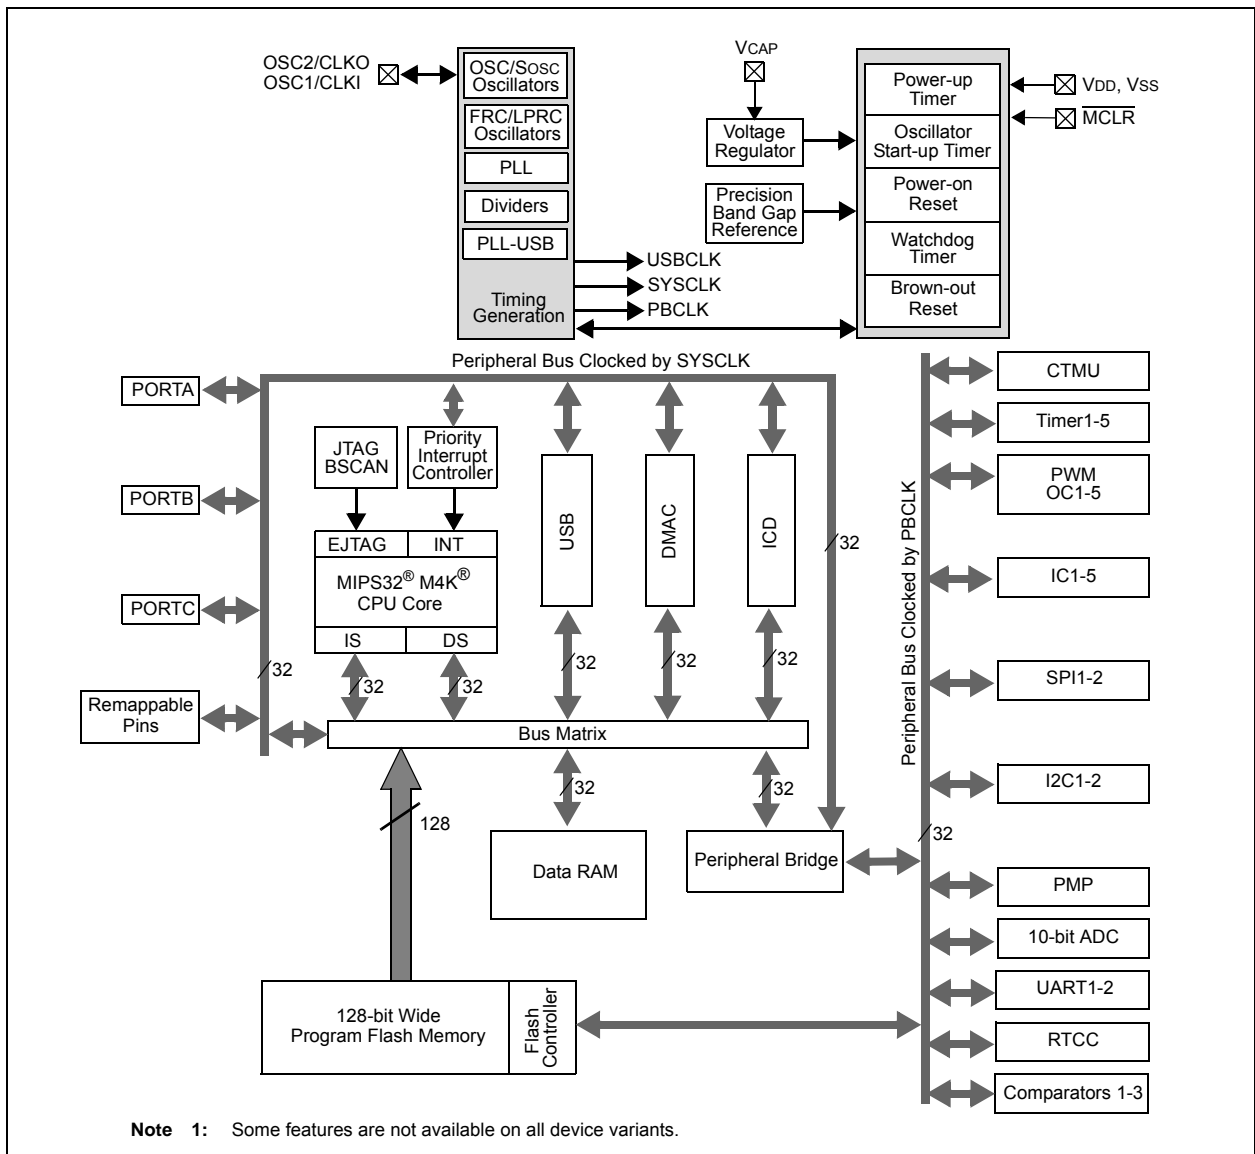 OSC2/CLKO
OSC1/CLKI
OSC/SOSC
Oscillators
FRC/LPRC
Oscillators
PLL
Dividers
PLL-USB
Timing
Generation
USBCLK
SYSCLK
PBCLK
VCAP
Voltage
Regulator
Precision
Band Gap
Reference
Power-up
Timer
Oscillator
Start-up Timer
Power-on
Reset
Watchdog
Timer
Brown-out
Reset
VDD, VSS
MCLR
Peripheral Bus Clocked by SYSCLK
PORTA
PORTB
PORTC
Remappable
Pins
32
JTAG
BSCAN
Priority
Interrupt
Controller
EJTAG
INT
MIPS32® M4K®
CPU Core
IS
DS
32
32
USB
32
DMAC
32
ICD
32
32
Bus Matrix
128
32
32
Data RAM
Peripheral Bridge
128-bit Wide
Program Flash Memory
Flash
Controller
Peripheral Bus Clocked by PBCLK
32
CTMU
Timer1-5
PWM
OC1-5
IC1-5
SPI1-2
I2C1-2
PMP
10-bit ADC
UART1-2
RTCC
Comparators 1-3
Note 1: Some features are not available on all device variants.